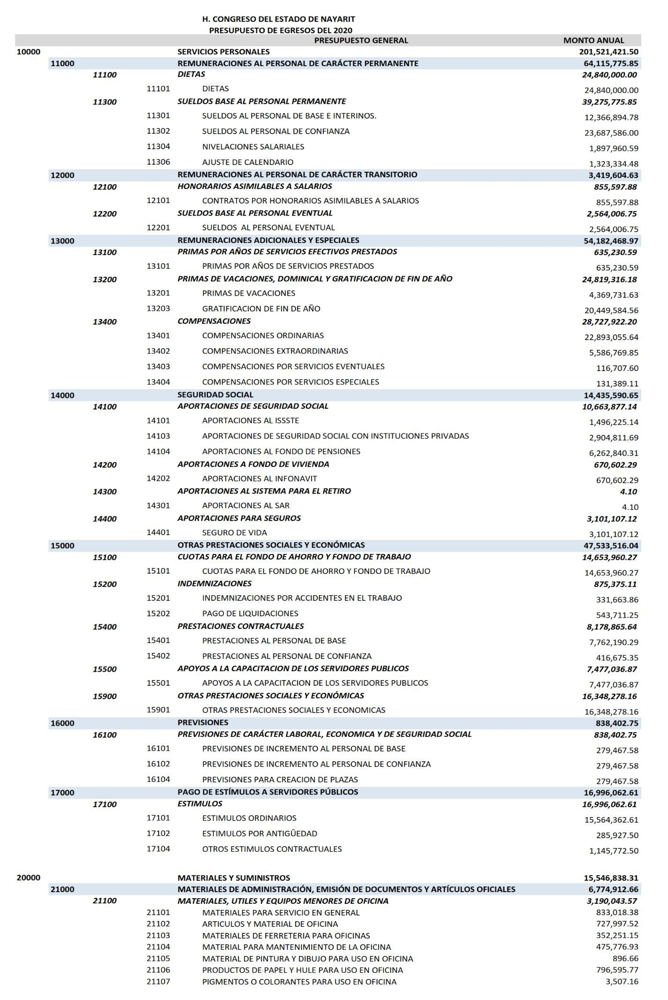 H. CONGRESO DEL ESTADO DE NAYARIT
PRESUPUESTO DE EGRESOS DEL 2020
PRESUPUESTO GENERAL MONTO ANUAL
10000 SERVICIOS PERSONALES 201,521,421.50
11000 REMUNERACIONES AL PERSONAL DE CARÁCTER PERMANENTE 64,115,775.85
11100 DIETAS 24,840,000.00
11101 DIETAS 24,840,000.00
11300 SUELDOS BASE AL PERSONAL PERMANENTE 39,275,775.85
11301 SUELDOS AL PERSONAL DE BASE E INTERINOS. 12,366,894.78
11302 SUELDOS AL PERSONAL DE CONFIANZA 23,687,586.00
11304 NIVELACIONES SALARIALES 1,897,960.59
11306 AJUSTE DE CALENDARIO 1,323,334.48
12000 REMUNERACIONES AL PERSONAL DE CARÁCTER TRANSITORIO 3,419,604.63
12100 HONORARIOS ASIMILABLES A SALARIOS 855,597.88
12101 CONTRATOS POR HONORARIOS ASIMILABLES A SALARIOS 855,597.88
12200 SUELDOS BASE AL PERSONAL EVENTUAL 2,564,006.75
12201 SUELDOS AL PERSONAL EVENTUAL 2,564,006.75
13000 REMUNERACIONES ADICIONALES Y ESPECIALES 54,182,468.97
13100 PRIMAS POR AÑOS DE SERVICIOS EFECTIVOS PRESTADOS 635,230.59
13101 PRIMAS POR AÑOS DE SERVICIOS PRESTADOS 635,230.59
13200 PRIMAS DE VACACIONES, DOMINICAL Y GRATIFICACION DE FIN DE AÑO 24,819,316.18
13201 PRIMAS DE VACACIONES 4,369,731.63
13203 GRATIFICACION DE FIN DE AÑO 20,449,584.56
13400 COMPENSACIONES 28,727,922.20
13401 COMPENSACIONES ORDINARIAS 22,893,055.64
13402 COMPENSACIONES EXTRAORDINARIAS 5,586,769.85
13403 COMPENSACIONES POR SERVICIOS EVENTUALES 116,707.60
13404 COMPENSACIONES POR SERVICIOS ESPECIALES 131,389.11
14000 SEGURIDAD SOCIAL 14,435,590.65
14100 APORTACIONES DE SEGURIDAD SOCIAL 10,663,877.14
14101 APORTACIONES AL ISSSTE 1,496,225.14
14103 APORTACIONES DE SEGURIDAD SOCIAL CON INSTITUCIONES PRIVADAS 2,904,811.69
14104 APORTACIONES AL FONDO DE PENSIONES 6,262,840.31
14200 APORTACIONES A FONDO DE VIVIENDA 670,602.29
14202 APORTACIONES AL INFONAVIT 670,602.29
14300 APORTACIONES AL SISTEMA PARA EL RETIRO 4.10
14301 APORTACIONES AL SAR 4.10
14400 APORTACIONES PARA SEGUROS 3,101,107.12
14401 SEGURO DE VIDA 3,101,107.12
15000 OTRAS PRESTACIONES SOCIALES Y ECONÓMICAS 47,533,516.04
15100 CUOTAS PARA EL FONDO DE AHORRO Y FONDO DE TRABAJO 14,653,960.27
15101 CUOTAS PARA EL FONDO DE AHORRO Y FONDO DE TRABAJO 14,653,960.27
15200 INDEMNIZACIONES 875,375.11
15201 INDEMNIZACIONES POR ACCIDENTES EN EL TRABAJO 331,663.86
15202 PAGO DE LIQUIDACIONES 543,711.25
15400 PRESTACIONES CONTRACTUALES 8,178,865.64
15401 PRESTACIONES AL PERSONAL DE BASE 7,762,190.29
15402 PRESTACIONES AL PERSONAL DE CONFIANZA 416,675.35
15500 APOYOS A LA CAPACITACION DE LOS SERVIDORES PUBLICOS 7,477,036.87
15501 APOYOS A LA CAPACITACION DE LOS SERVIDORES PUBLICOS 7,477,036.87
15900 OTRAS PRESTACIONES SOCIALES Y ECONÓMICAS 16,348,278.16
15901 OTRAS PRESTACIONES SOCIALES Y ECONOMICAS 16,348,278.16
16000 PREVISIONES 838,402.75
16100 PREVISIONES DE CARÁCTER LABORAL, ECONOMICA Y DE SEGURIDAD SOCIAL 838,402.75
16101 PREVISIONES DE INCREMENTO AL PERSONAL DE BASE 279,467.58
16102 PREVISIONES DE INCREMENTO AL PERSONAL DE CONFIANZA 279,467.58
16104 PREVISIONES PARA CREACION DE PLAZAS 279,467.58
17000 PAGO DE ESTÍMULOS A SERVIDORES PÚBLICOS 16,996,062.61
17100 ESTIMULOS 16,996,062.61
17101 ESTIMULOS ORDINARIOS 15,564,362.61
17102 ESTIMULOS POR ANTIGÛEDAD 285,927.50
17104 OTROS ESTIMULOS CONTRACTUALES 1,145,772.50
20000 MATERIALES Y SUMINISTROS 15,546,838.31
21000 MATERIALES DE ADMINISTRACIÓN, EMISIÓN DE DOCUMENTOS Y ARTÍCULOS OFICIALES 6,774,912.66
21100 MATERIALES, UTILES Y EQUIPOS MENORES DE OFICINA 3,190,043.57
21101 MATERIALES PARA SERVICIO EN GENERAL 833,018.38
21102 ARTICULOS Y MATERIAL DE OFICINA 727,997.52
21103 MATERIALES DE FERRETERIA PARA OFICINAS 352,251.15
21104 MATERIAL PARA MANTENIMIENTO DE LA OFICINA 475,776.93
21105 MATERIAL DE PINTURA Y DIBUJO PARA USO EN OFICINA 896.66
21106 PRODUCTOS DE PAPEL Y HULE PARA USO EN OFICINA 796,595.77
21107 PIGMENTOS O COLORANTES PARA USO EN OFICINA 3,507.16